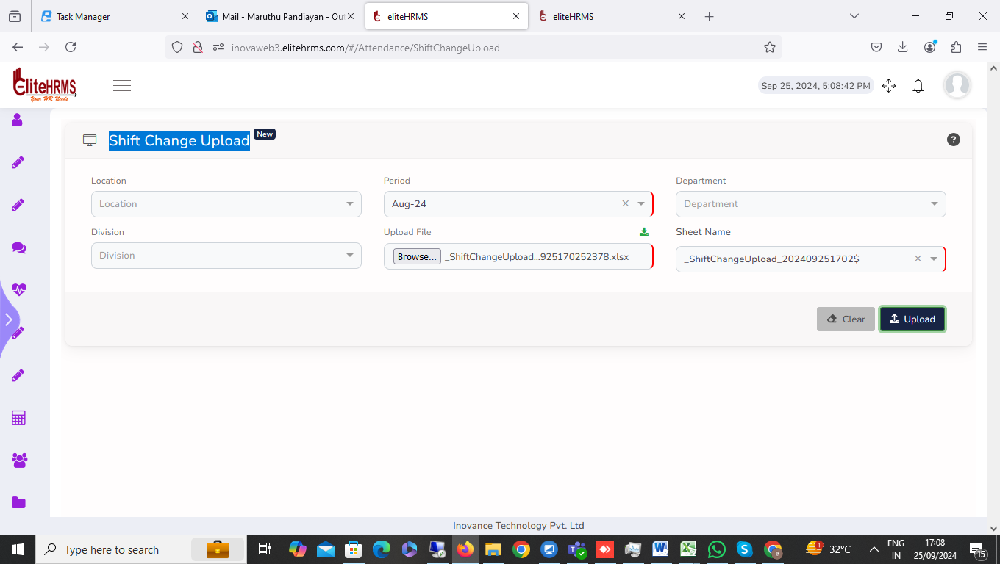 Task Manager
Mail - Maruthu Pandiayan - Out
eliteHRMS
eliteHRMS
inovaweb3.elitehrms.com/#/Attendance/ShiftChangeUpload
EliteHRMS
Your HR Needs
Sep 25, 2024, 5:08:42 PM
Shift Change Upload New
Location
Period
Department
Location
Aug-24
Department
Division
Upload File
Sheet Name
Division
Browse... _ShiftChangeUpload...925170252378.xlsx
_ShiftChangeUpload_202409251702$
Clear
Upload
Inovance Technology Pvt. Ltd
Type here to search
1
32°C
ENG
IN
17:08
25/09/2024
15